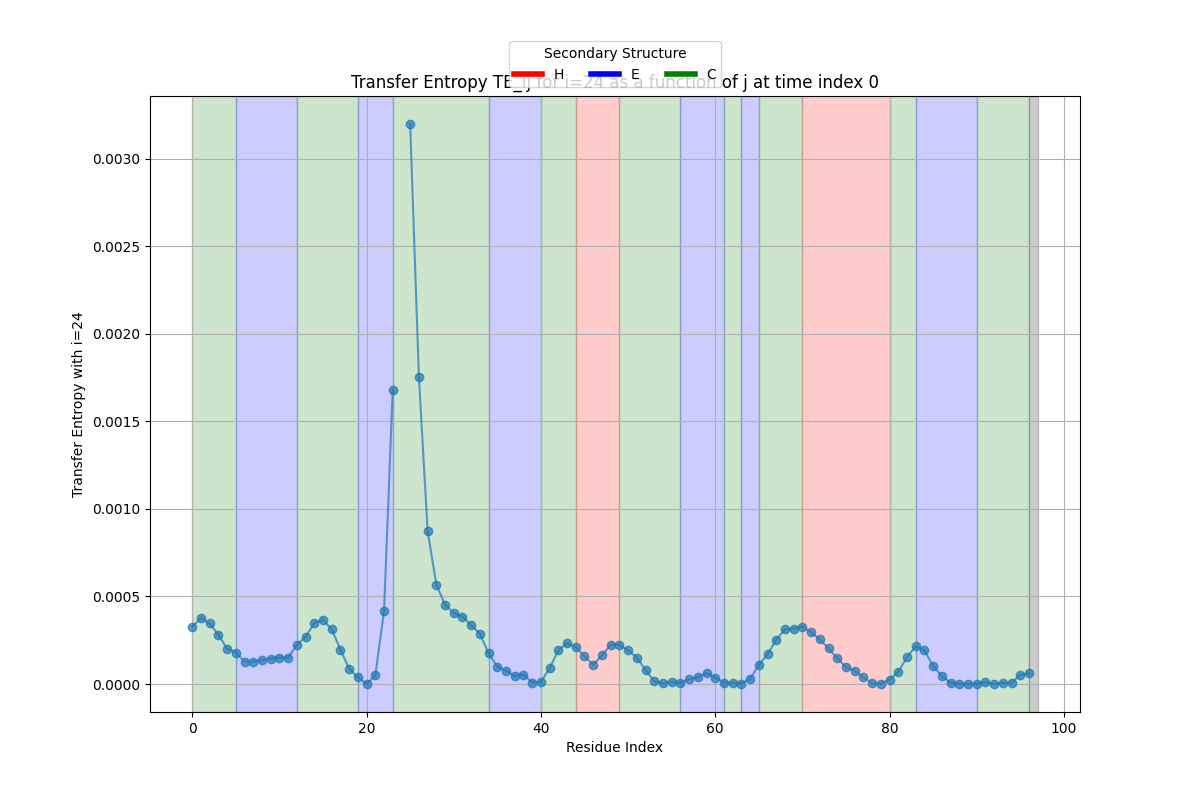 Secondary Structure
H E C
Transfer Entropy TE_ij for i=24 as a function of j at time index 0
Transfer Entropy with i=24
0.0030
0.0025
0.0020
0.0015
0.0010
0.0005
0.0000
0 20 40 60 80 100
Residue Index